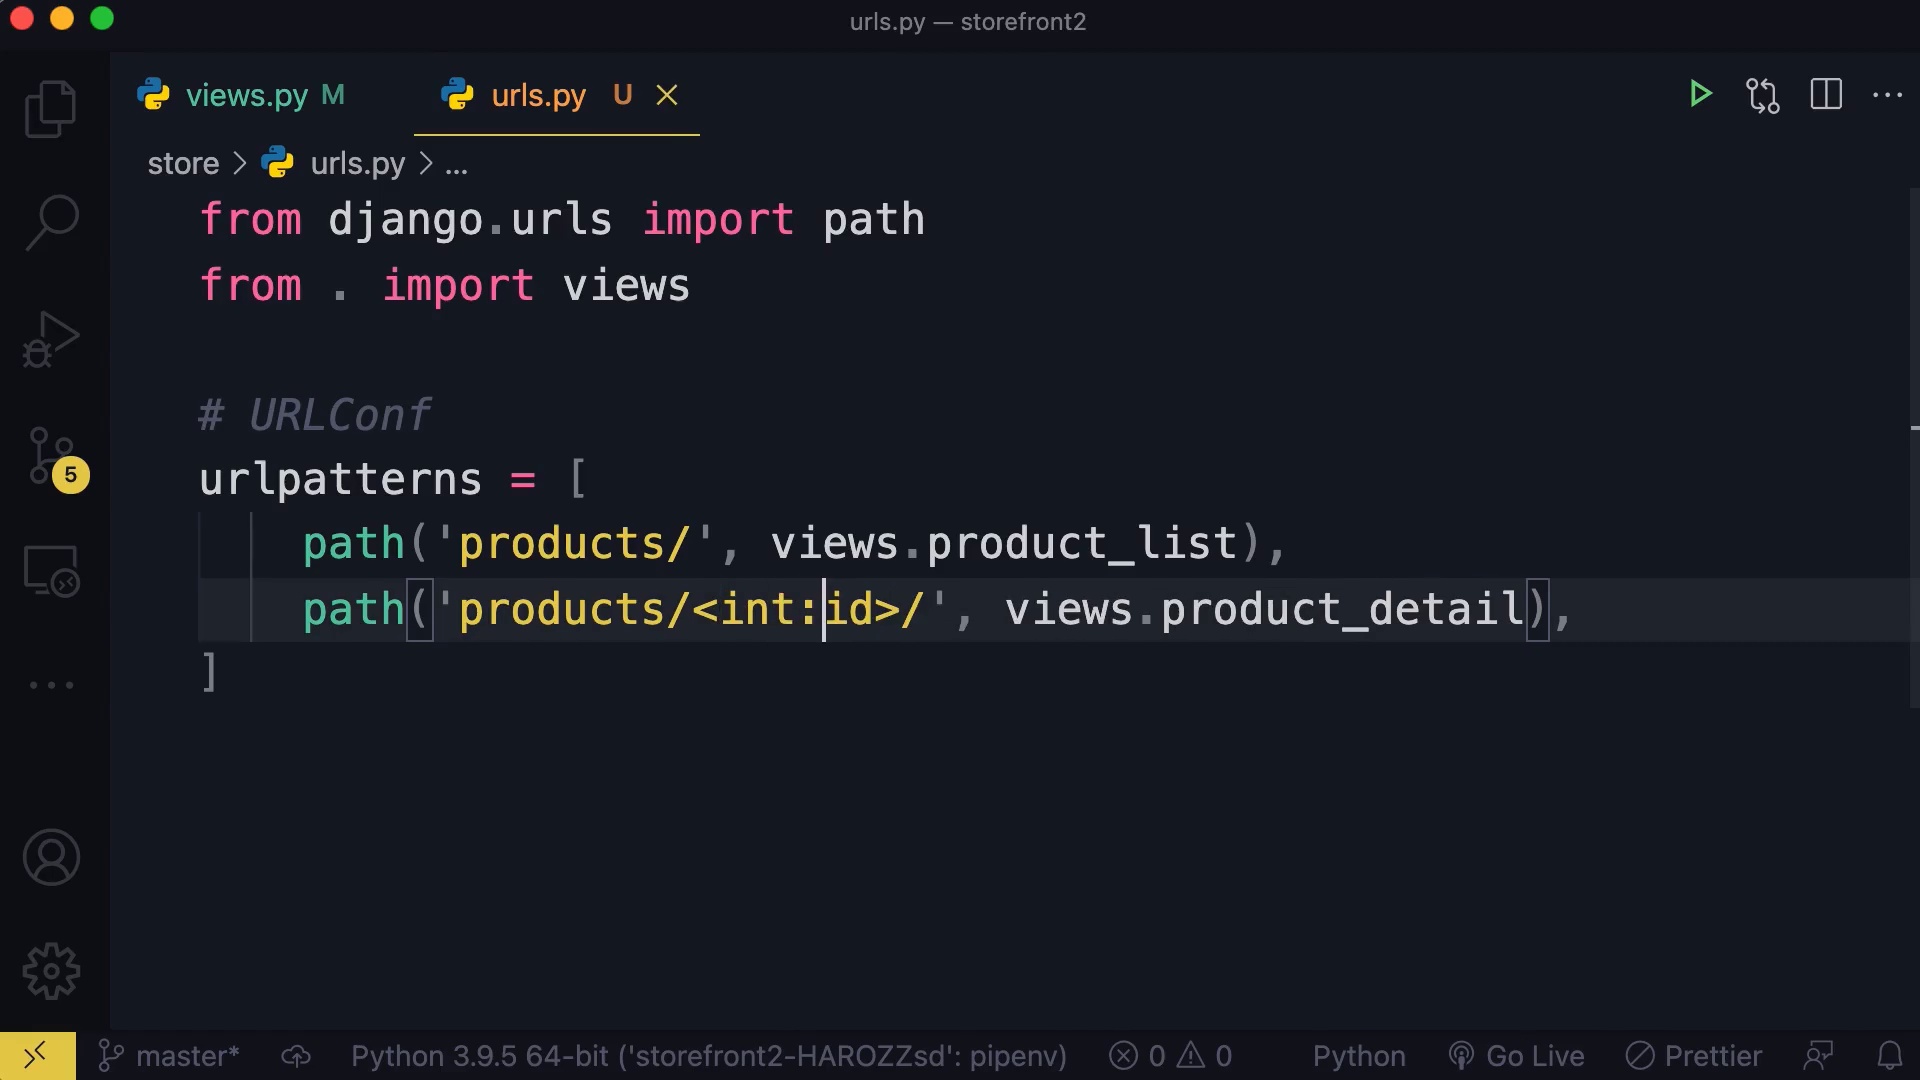 urls.py — storefront2
views.py M urls.py U
store > urls.py > ...
from django.urls import path
from . import views
# URLConf
urlpatterns = [
path('products/', views.product_list),
path('products/<int:id>/', views.product_detail),
]
5
master* Python 3.9.5 64-bit ('storefront2-HAROZZsd': pipenv) 0 0 Python Go Live Prettier